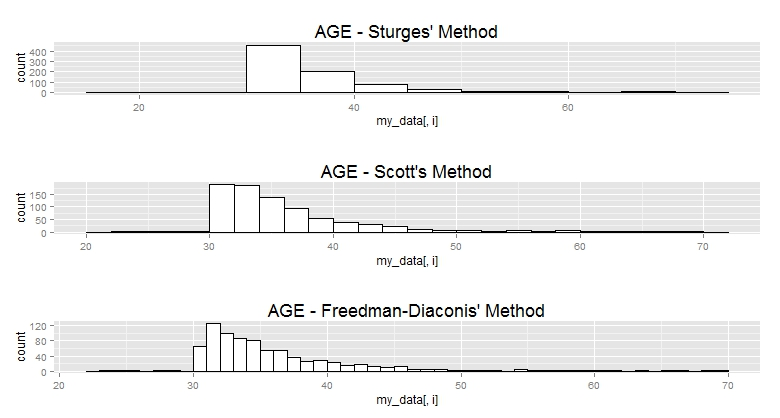 AGE - Sturges' Method
count
400
300
200
100
0
20 40 60
my_data[, i]
AGE - Scott's Method
count
150
100
50
0
20 30 40 50 60 70
my_data[, i]
AGE - Freedman-Diaconis' Method
count
120
80
40
0
20 30 40 50 60 70
my_data[, i]